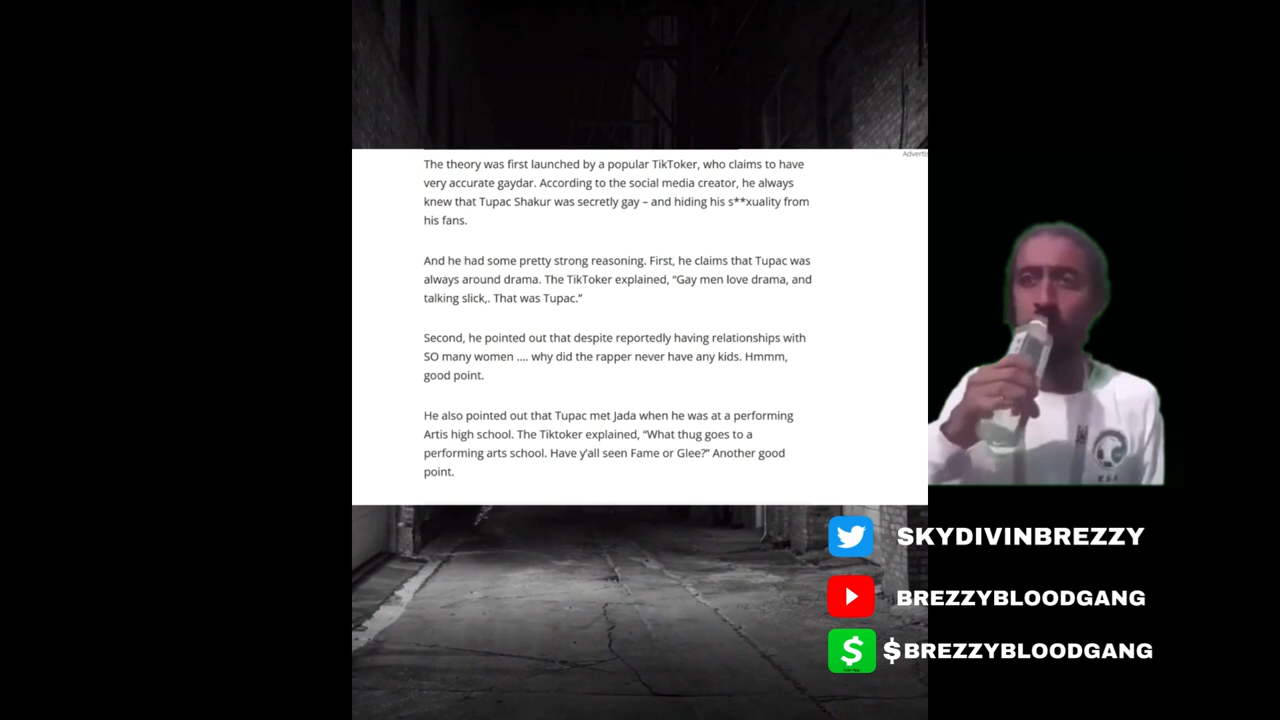 Adverti
The theory was first launched by a popular TikToker, who claims to have
very accurate gaydar. According to the social media creator, he always
knew that Tupac Shakur was secretly gay – and hiding his s**xuality from
his fans.
And he had some pretty strong reasoning. First, he claims that Tupac was
always around drama. The TikToker explained, “Gay men love drama, and
talking slick,. That was Tupac.”
Second, he pointed out that despite reportedly having relationships with
SO many women .... why did the rapper never have any kids. Hmmm,
good point.
He also pointed out that Tupac met Jada when he was at a performing
Artis high school. The Tiktoker explained, “What thug goes to a
performing arts school. Have y’all seen Fame or Glee?” Another good
point.
SKYDIVINBREZZY
BREZZYBLOODGANG
$BREZZYBLOODGANG